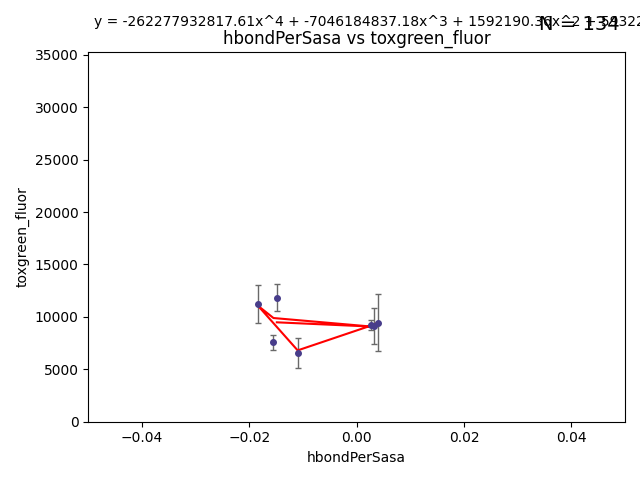 y = -262277932817.61x^4 + -7046184837.18x^3 + 1592190.36x^2 +
N = 134
hbondPerSasa vs toxgreen_fluor
35000
30000
25000
20000
15000
10000
5000
0
toxgreen_fluor
−0.04
−0.02
0.00
0.02
0.04
hbondPerSasa